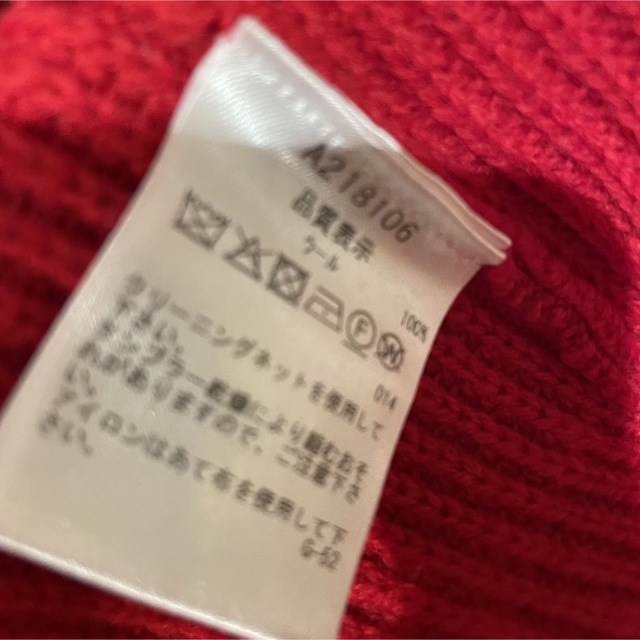 A218106
品質表示
ウール 100%
014
クリーニングネットを使用して
下さい。
タンブラー乾燥により縮むおそ
れがありますので、ご注意下さ
い。
アイロンはあて布を使用して下
さい。
G-52